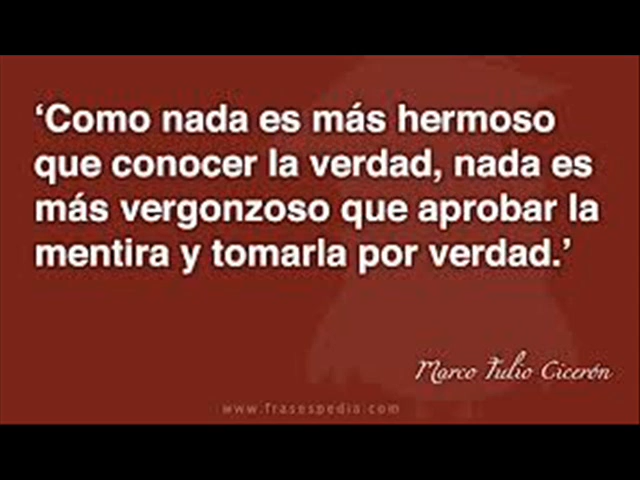 ‘Como nada es más hermoso
que conocer la verdad, nada es
más vergonzoso que aprobar la
mentira y tomarla por verdad.’
Marco Tulio Cicerón
www.frasespedia.com